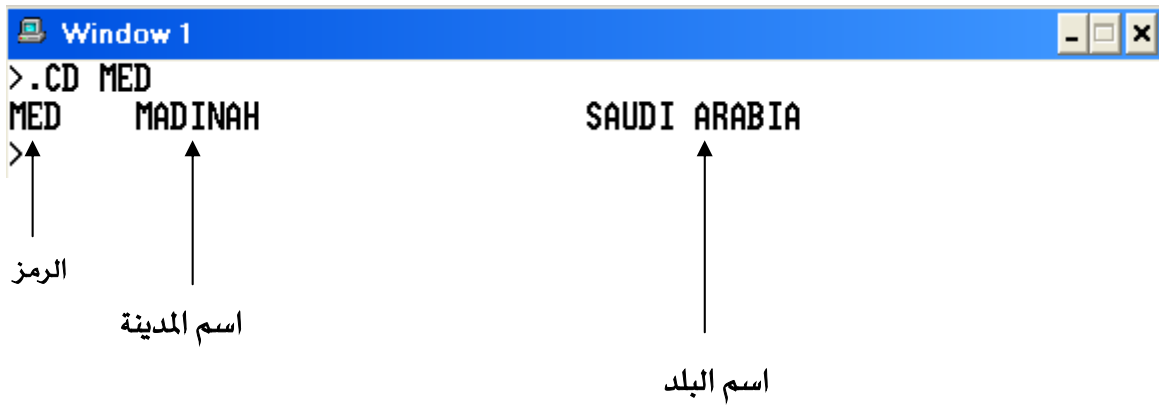 Window 1
>.CD MED
MED MADINAH SAUDI ARABIA
>
الرمز
اسم المدينة
اسم البلد